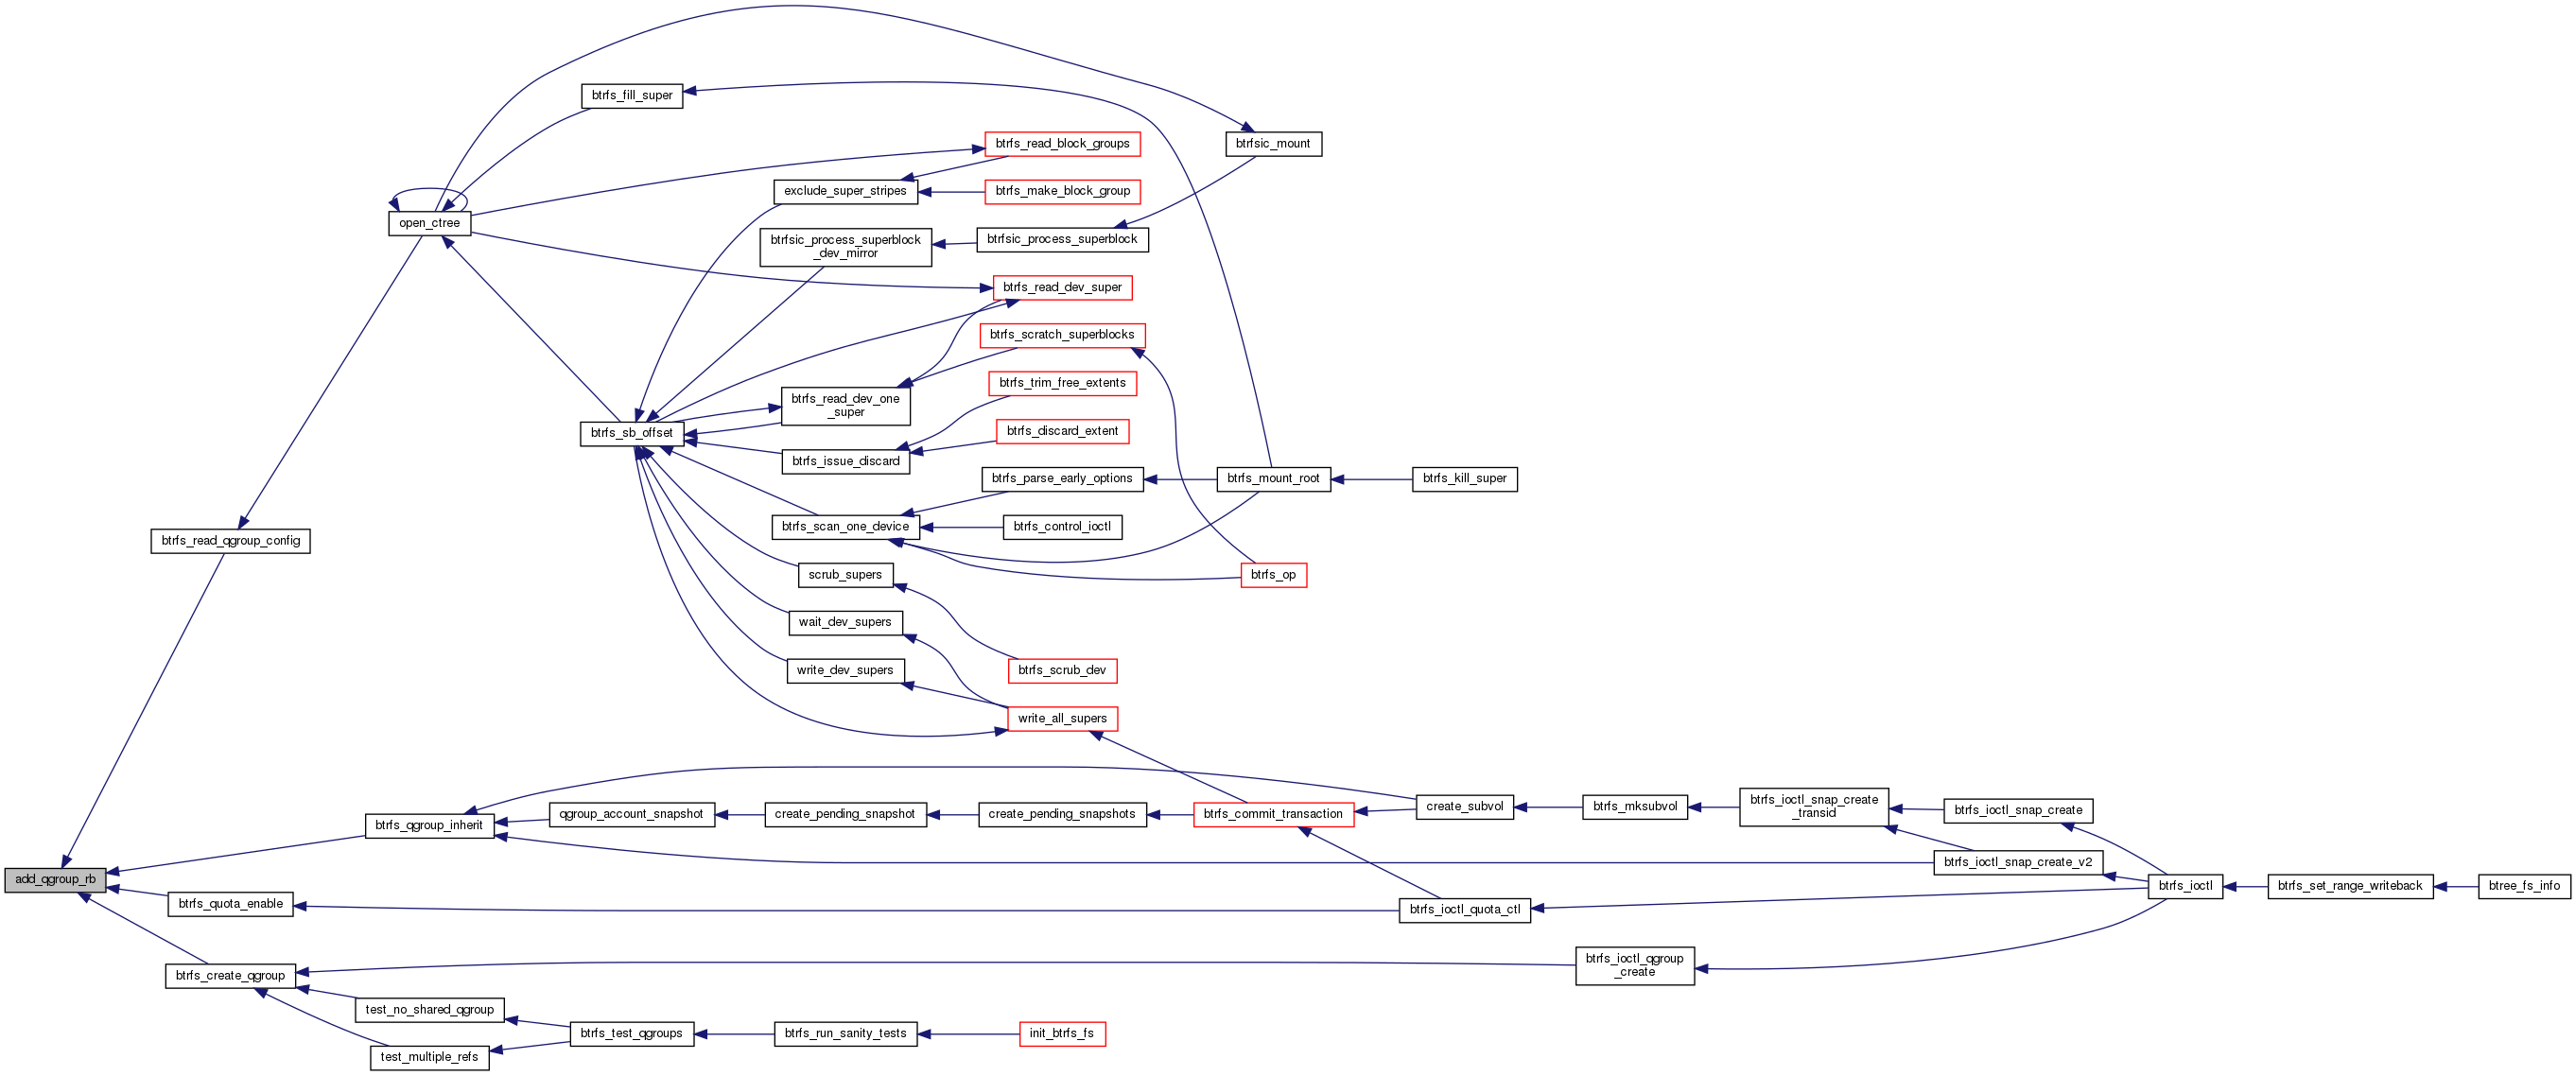 btrfs_fill_super
btrfs_read_block_groups
btrfsic_mount
exclude_super_stripes
btrfs_make_block_group
open_ctree
btrfsic_process_superblock
_dev_mirror
btrfsic_process_superblock
btrfs_read_dev_super
btrfs_scratch_superblocks
btrfs_trim_free_extents
btrfs_read_dev_one
_super
btrfs_sb_offset
btrfs_discard_extent
btrfs_issue_discard
btrfs_parse_early_options
btrfs_mount_root
btrfs_kill_super
btrfs_scan_one_device
btrfs_control_ioctl
btrfs_read_qgroup_config
scrub_supers
btrfs_op
wait_dev_supers
write_dev_supers
btrfs_scrub_dev
write_all_supers
btrfs_qgroup_inherit
qgroup_account_snapshot
create_pending_snapshot
create_pending_snapshots
btrfs_commit_transaction
create_subvol
btrfs_mksubvol
btrfs_ioctl_snap_create
_transid
btrfs_ioctl_snap_create
btrfs_ioctl_snap_create_v2
add_qgroup_rb
btrfs_quota_enable
btrfs_ioctl_quota_ctl
btrfs_ioctl
btrfs_set_range_writeback
btree_fs_info
btrfs_create_qgroup
btrfs_ioctl_qgroup
_create
test_no_shared_qgroup
btrfs_test_qgroups
btrfs_run_sanity_tests
init_btrfs_fs
test_multiple_refs